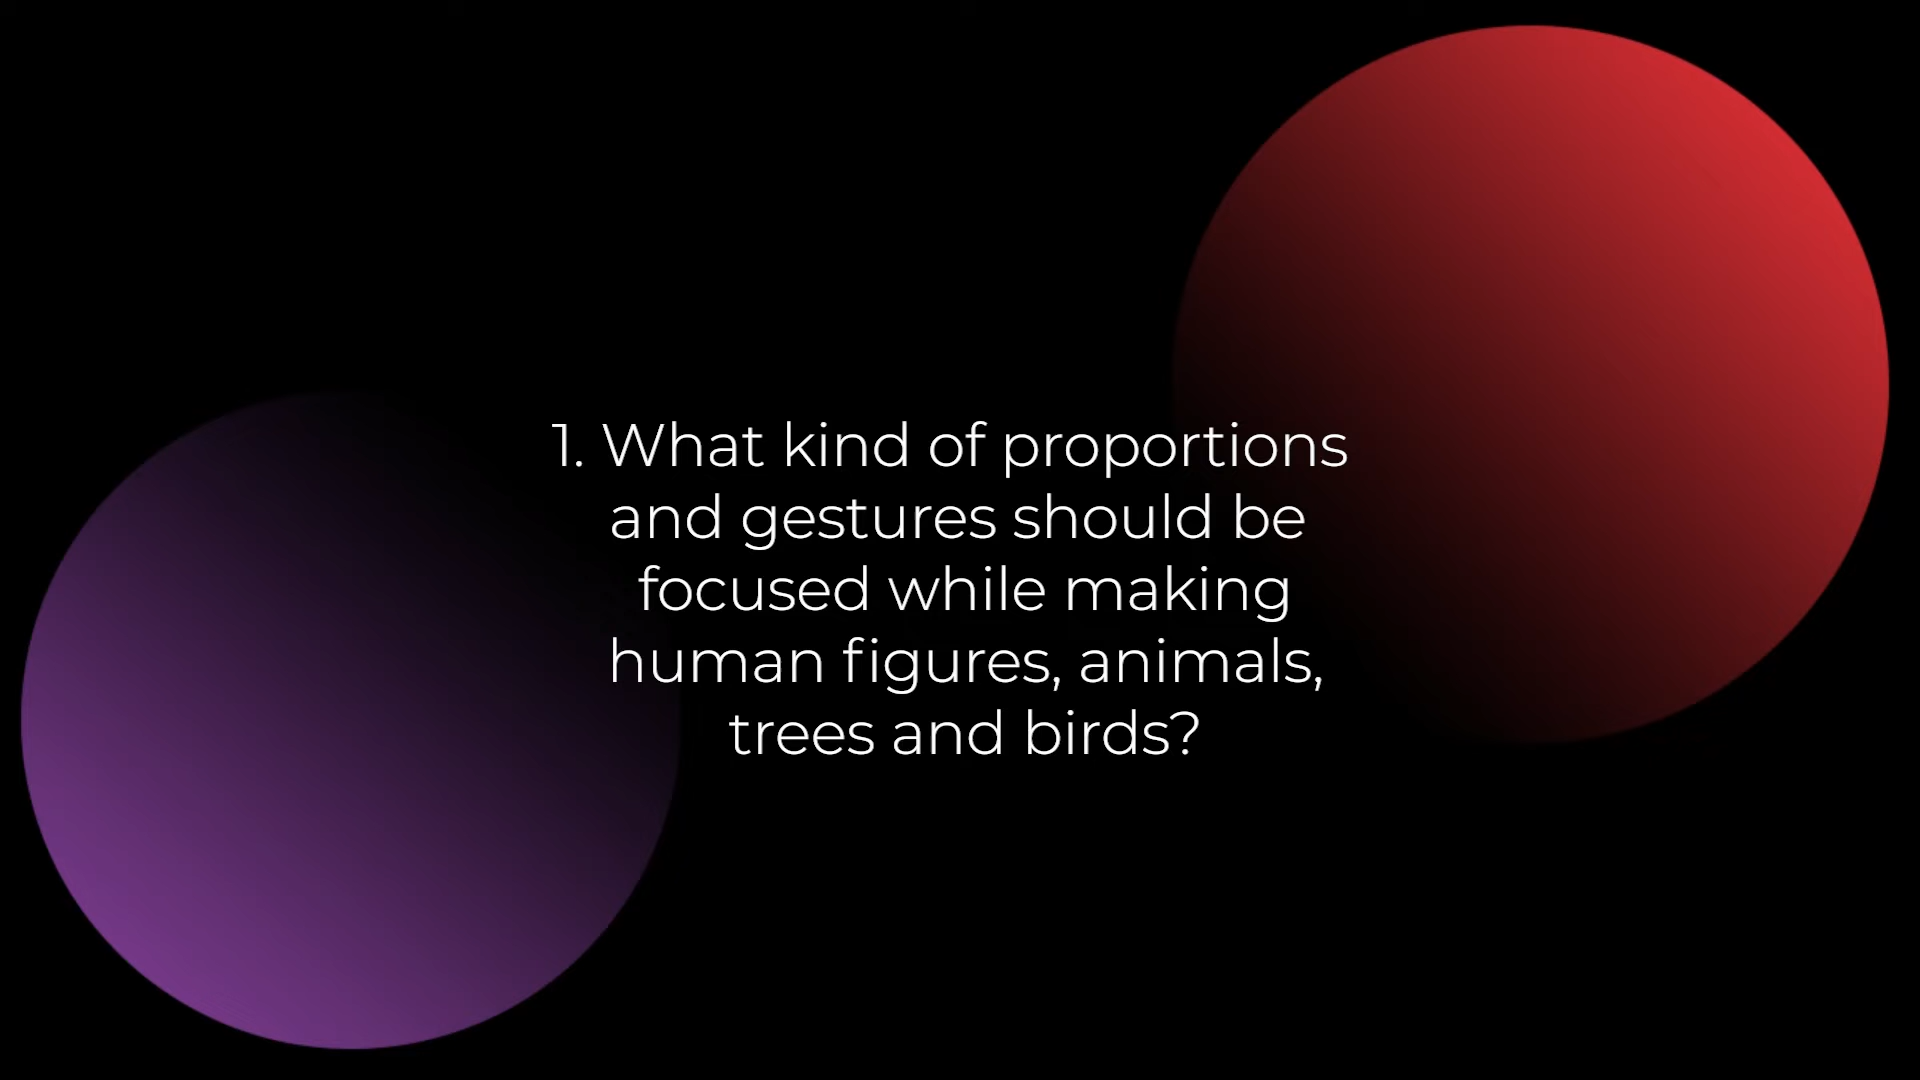 1. What kind of proportions
and gestures should be
focused while making
human figures, animals,
trees and birds?